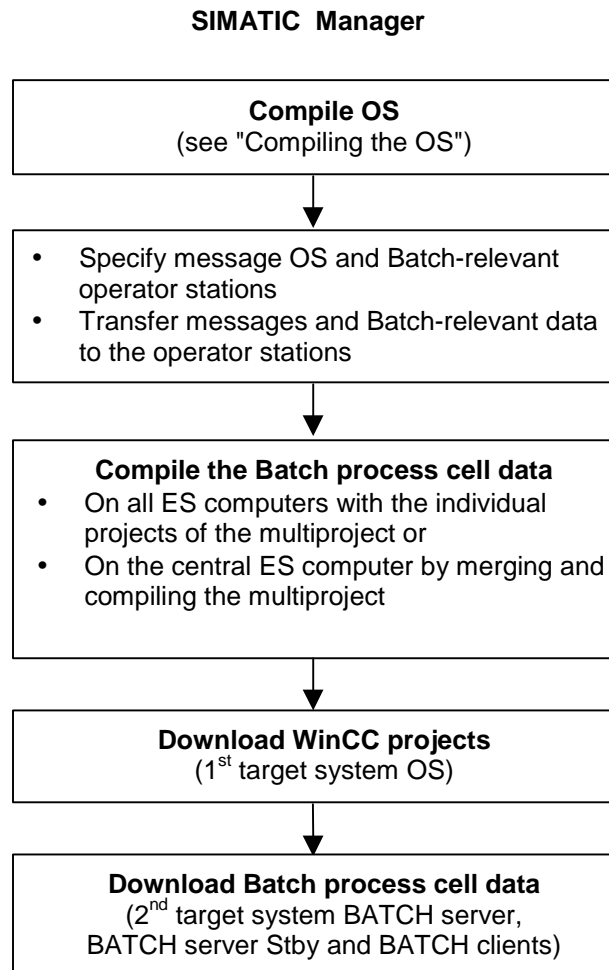 SIMATIC Manager
Compile OS
(see "Compiling the OS")
• Specify message OS and Batch-relevant
operator stations
• Transfer messages and Batch-relevant data
to the operator stations
Compile the Batch process cell data
• On all ES computers with the individual
projects of the multiproject or
• On the central ES computer by merging and
compiling the multiproject
Download WinCC projects
(1st target system OS)
Download Batch process cell data
(2nd target system BATCH server,
BATCH server Stby and BATCH clients)